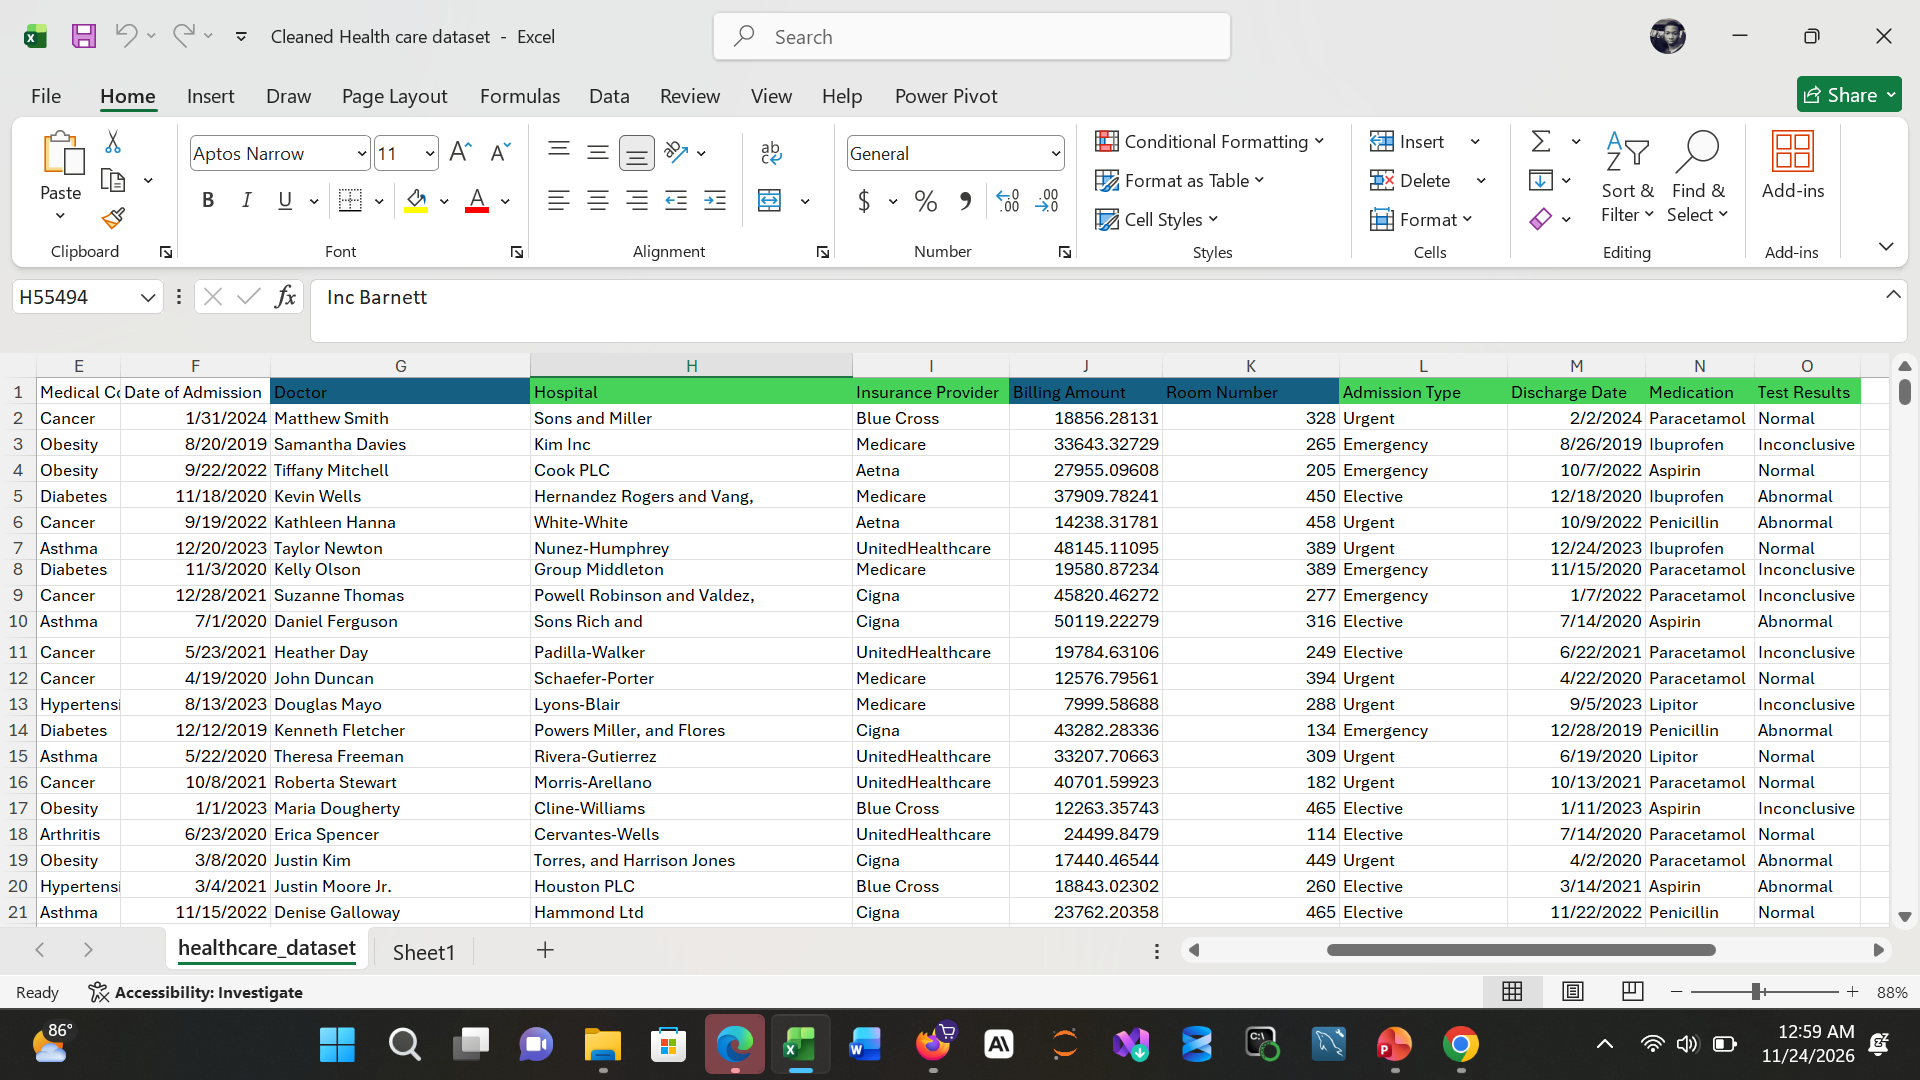 Cleaned Health care dataset - Excel
Search
File Home Insert Draw Page Layout Formulas Data Review View Help Power Pivot Share
Paste Aptos Narrow 11 General Conditional Formatting Format as Table Cell Styles Insert Delete Format Sort & Filter Find & Select Add-ins
Clipboard Font Alignment Number Styles Cells Editing Add-ins
H55494 fx Inc Barnett
E F G H I J K L M N O
1 Medical Co Date of Admission Doctor Hospital Insurance Provider Billing Amount Room Number Admission Type Discharge Date Medication Test Results
2 Cancer 1/31/2024 Matthew Smith Sons and Miller Blue Cross 18856.28131 328 Urgent 2/2/2024 Paracetamol Normal
3 Obesity 8/20/2019 Samantha Davies Kim Inc Medicare 33643.32729 265 Emergency 8/26/2019 Ibuprofen Inconclusive
4 Obesity 9/22/2022 Tiffany Mitchell Cook PLC Aetna 27955.09608 205 Emergency 10/7/2022 Aspirin Normal
5 Diabetes 11/18/2020 Kevin Wells Hernandez Rogers and Vang, Medicare 37909.78241 450 Elective 12/18/2020 Ibuprofen Abnormal
6 Cancer 9/19/2022 Kathleen Hanna White-White Aetna 14238.31781 458 Urgent 10/9/2022 Penicillin Abnormal
7 Asthma 12/20/2023 Taylor Newton Nunez-Humphrey UnitedHealthcare 48145.11095 389 Urgent 12/24/2023 Ibuprofen Normal
8 Diabetes 11/3/2020 Kelly Olson Group Middleton Medicare 19580.87234 389 Emergency 11/15/2020 Paracetamol Inconclusive
9 Cancer 12/28/2021 Suzanne Thomas Powell Robinson and Valdez, Cigna 45820.46272 277 Emergency 1/7/2022 Paracetamol Inconclusive
10 Asthma 7/1/2020 Daniel Ferguson Sons Rich and Cigna 50119.22279 316 Elective 7/14/2020 Aspirin Abnormal
11 Cancer 5/23/2021 Heather Day Padilla-Walker UnitedHealthcare 19784.63106 249 Elective 6/22/2021 Paracetamol Inconclusive
12 Cancer 4/19/2020 John Duncan Schaefer-Porter Medicare 12576.79561 394 Urgent 4/22/2020 Paracetamol Normal
13 Hypertensi 8/13/2023 Douglas Mayo Lyons-Blair Medicare 7999.58688 288 Urgent 9/5/2023 Lipitor Inconclusive
14 Diabetes 12/12/2019 Kenneth Fletcher Powers Miller, and Flores Cigna 43282.28336 134 Emergency 12/28/2019 Penicillin Abnormal
15 Asthma 5/22/2020 Theresa Freeman Rivera-Gutierrez UnitedHealthcare 33207.70663 309 Urgent 6/19/2020 Lipitor Normal
16 Cancer 10/8/2021 Roberta Stewart Morris-Arellano UnitedHealthcare 40701.59923 182 Urgent 10/13/2021 Paracetamol Normal
17 Obesity 1/1/2023 Maria Dougherty Cline-Williams Blue Cross 12263.35743 465 Elective 1/11/2023 Aspirin Inconclusive
18 Arthritis 6/23/2020 Erica Spencer Cervantes-Wells UnitedHealthcare 24499.8479 114 Elective 7/14/2020 Paracetamol Normal
19 Obesity 3/8/2020 Justin Kim Torres, and Harrison Jones Cigna 17440.46544 449 Urgent 4/2/2020 Paracetamol Abnormal
20 Hypertensi 3/4/2021 Justin Moore Jr. Houston PLC Blue Cross 18843.02302 260 Elective 3/14/2021 Aspirin Abnormal
21 Asthma 11/15/2022 Denise Galloway Hammond Ltd Cigna 23762.20358 465 Elective 11/22/2022 Penicillin Normal
healthcare_dataset Sheet1
Ready Accessibility: Investigate 88%
86° 12:59 AM
11/24/2026